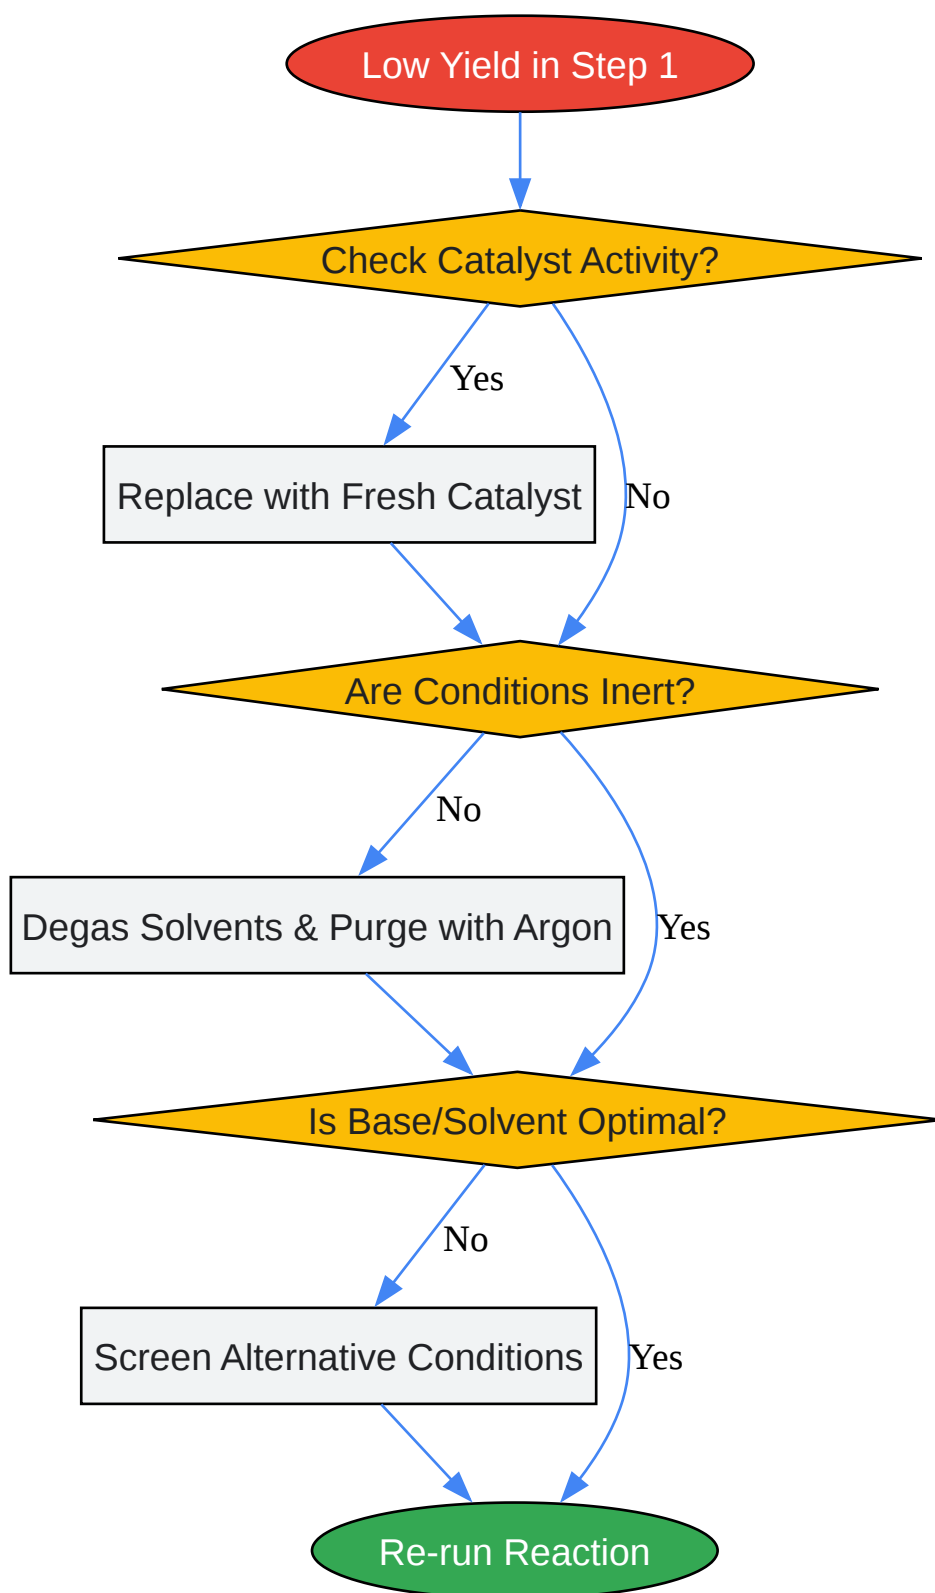 Low Yield in Step 1
Check Catalyst Activity?
Yes
Replace with Fresh Catalyst
No
Are Conditions Inert?
No
Degas Solvents & Purge with Argon
Yes
Is Base/Solvent Optimal?
No
Screen Alternative Conditions
Yes
Re-run Reaction